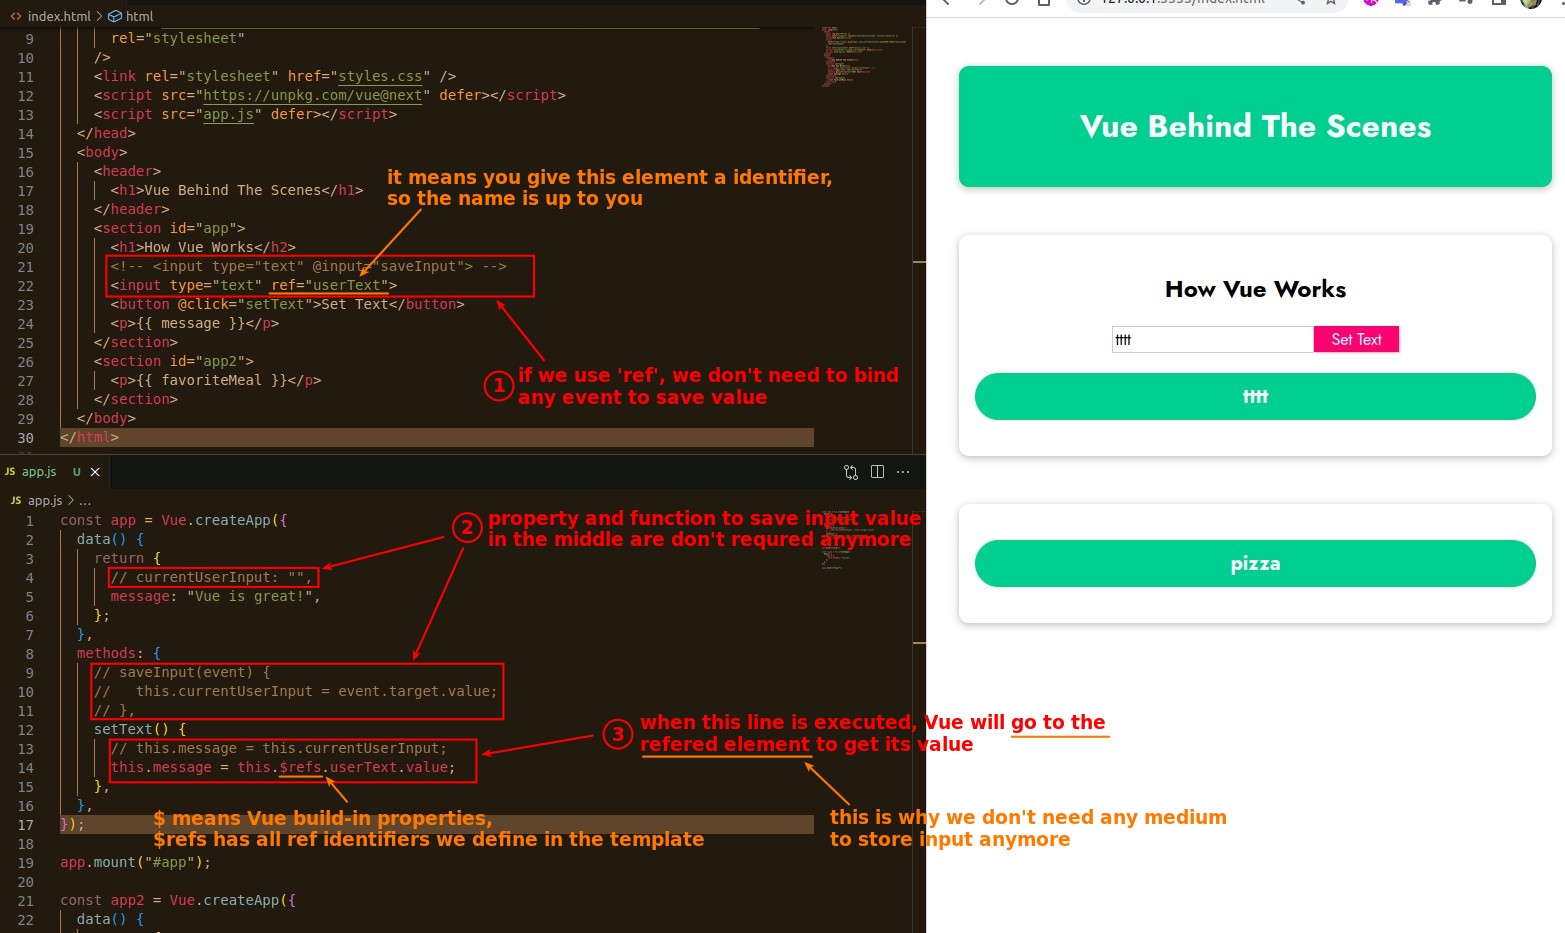 index.html > html
9 rel="stylesheet"
10 />
11 <link rel="stylesheet" href="styles.css" />
12 <script src="https://unpkg.com/vue@next" defer></script>
13 <script src="app.js" defer></script>
14 </head>
15 <body>
16 <header>
17 <h1>Vue Behind The Scenes</h1>
18 </header>
19 <section id="app">
20 <h1>How Vue Works</h2>
21 <!-- <input type="text" @input="saveInput"> -->
22 <input type="text" ref="userText">
23 <button @click="setText">Set Text</button>
24 <p>{{ message }}</p>
25 </section>
26 <section id="app2">
27 <p>{{ favoriteMeal }}</p>
28 </section>
29 </body>
30 </html>
it means you give this element a identifier,
so the name is up to you
1 if we use 'ref', we don't need to bind
any event to save value
JS app.js U
JS app.js > ...
1 const app = Vue.createApp({
2 data() {
3 return {
4 // currentUserInput: "",
5 message: "Vue is great!",
6 };
7 },
8 methods: {
9 // saveInput(event) {
10 //   this.currentUserInput = event.target.value;
11 // },
12 setText() {
13 // this.message = this.currentUserInput;
14 this.message = this.$refs.userText.value;
15 },
16 },
17 });
18
19 app.mount("#app");
20
21 const app2 = Vue.createApp({
22 data() {
2 property and function to save input value
in the middle are don't requred anymore
3 when this line is executed, Vue will go to the
refered element to get its value
$ means Vue build-in properties,
$refs has all ref identifiers we define in the template
this is why we don't need any medium
to store input anymore
Vue Behind The Scenes
How Vue Works
tttt
Set Text
tttt
pizza